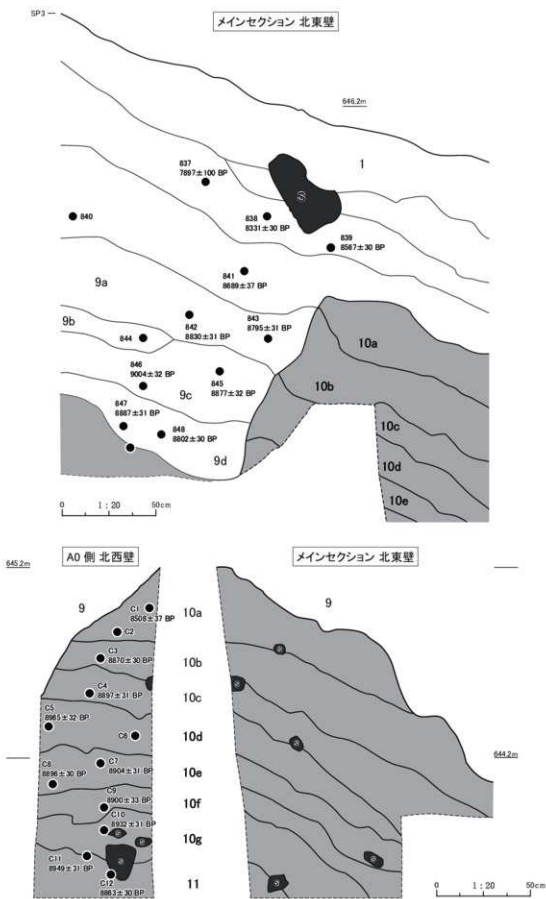 メインセクション 北東壁
SP3
646.2m
1
837
7897±100 BP
S
838
8331±30 BP
839
8567±30 BP
840
841
8689±37 BP
9a
842
8830±31 BP
843
8795±31 BP
9b
844
10a
846
9004±32 BP
845
8877±32 BP
10b
9c
847
8887±31 BP
848
8802±30 BP
10c
9d
10d
10e
0 1:20 50cm
A0 側 北西壁
メインセクション 北東壁
645.2m
9
9
C1
8508±37 BP
10a
C2
C3
8870±30 BP
10b
C4
8897±31 BP
10c
C5
8965±32 BP
C6
10d
644.2m
C7
8904±31 BP
C8
8896±30 BP
10e
C9
8900±33 BP
10f
C10
8932±31 BP
10g
C11
8949±31 BP
C12
8863±30 BP
11
0 1:20 50cm